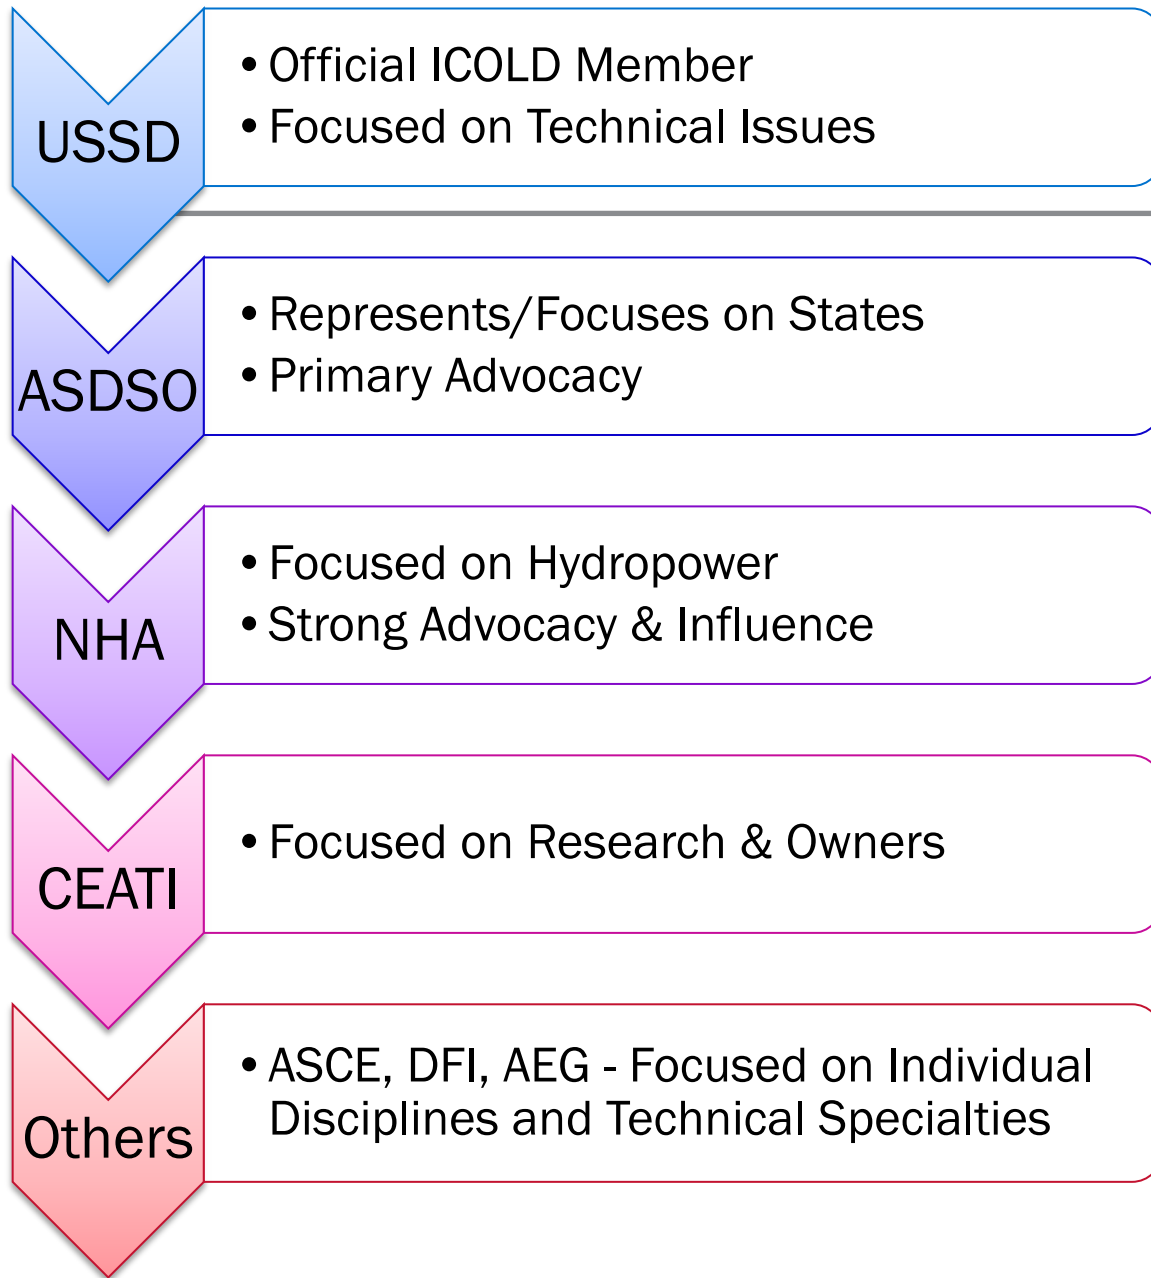 USSD
• Official ICOLD Member
• Focused on Technical Issues
ASDSO
• Represents/Focuses on States
• Primary Advocacy
NHA
• Focused on Hydropower
• Strong Advocacy & Influence
CEATI
• Focused on Research & Owners
Others
• ASCE, DFI, AEG - Focused on Individual
Disciplines and Technical Specialties